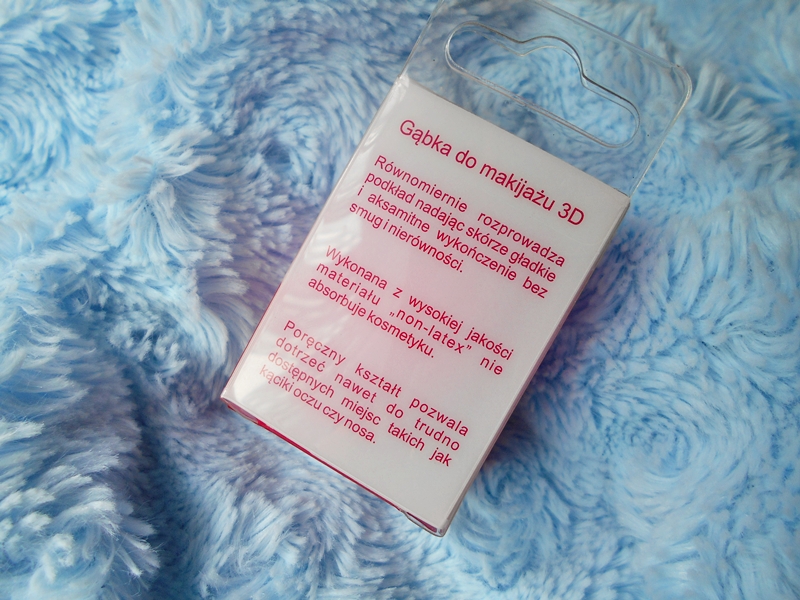 Gąbka do makijażu 3D
Równomiernie rozprowadza
podkład nadając skórze gładkie
i aksamitne wykończenie bez
smug i nierówności.
Wykonana z wysokiej jakości
materiału „non-latex” nie
absorbuje kosmetyku.
Poręczny kształt pozwala
dotrzeć nawet do trudno
dostępnych miejsc takich jak
kąciki oczu czy nosa.